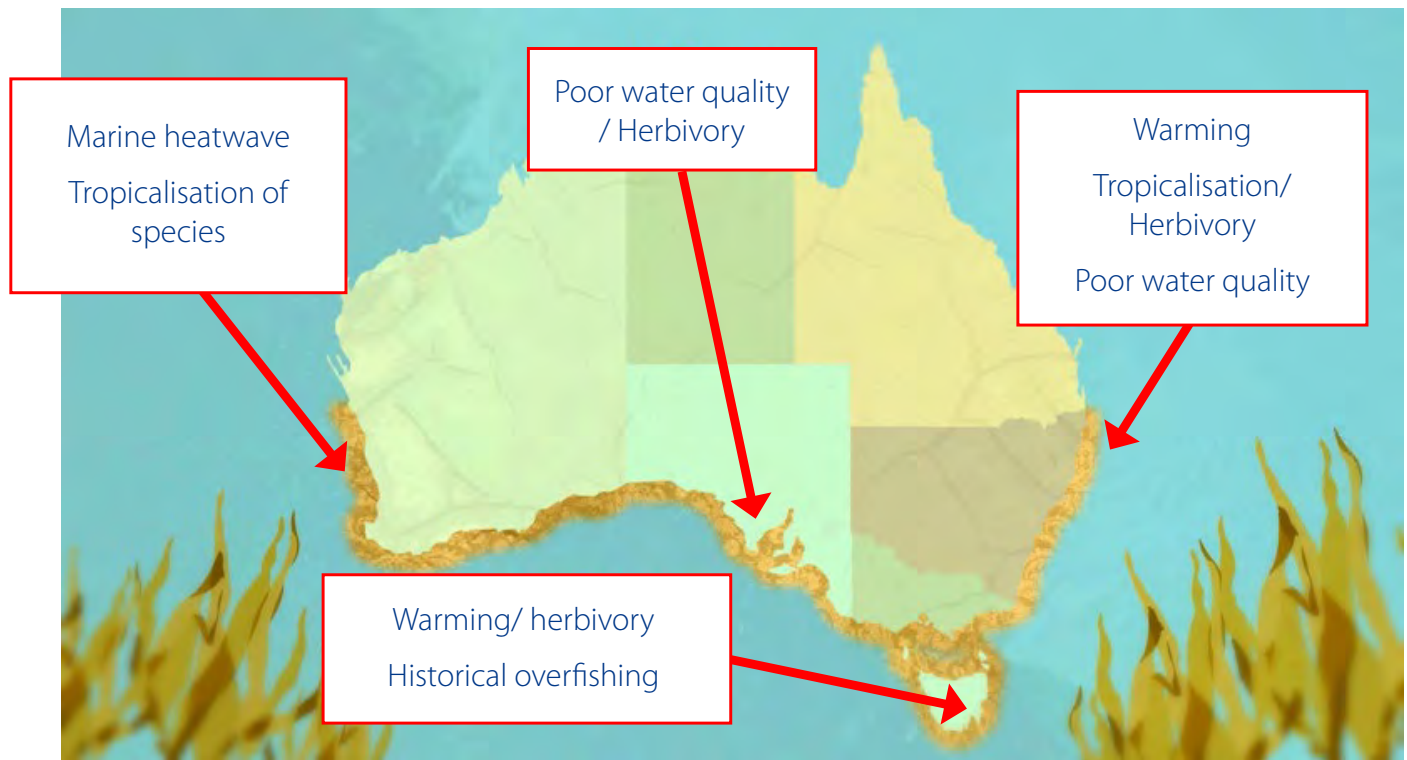 Marine heatwave
Tropicalisation of
species
Poor water quality
/ Herbivory
Warming
Tropicalisation/
Herbivory
Poor water quality
Warming/ herbivory
Historical overfishing